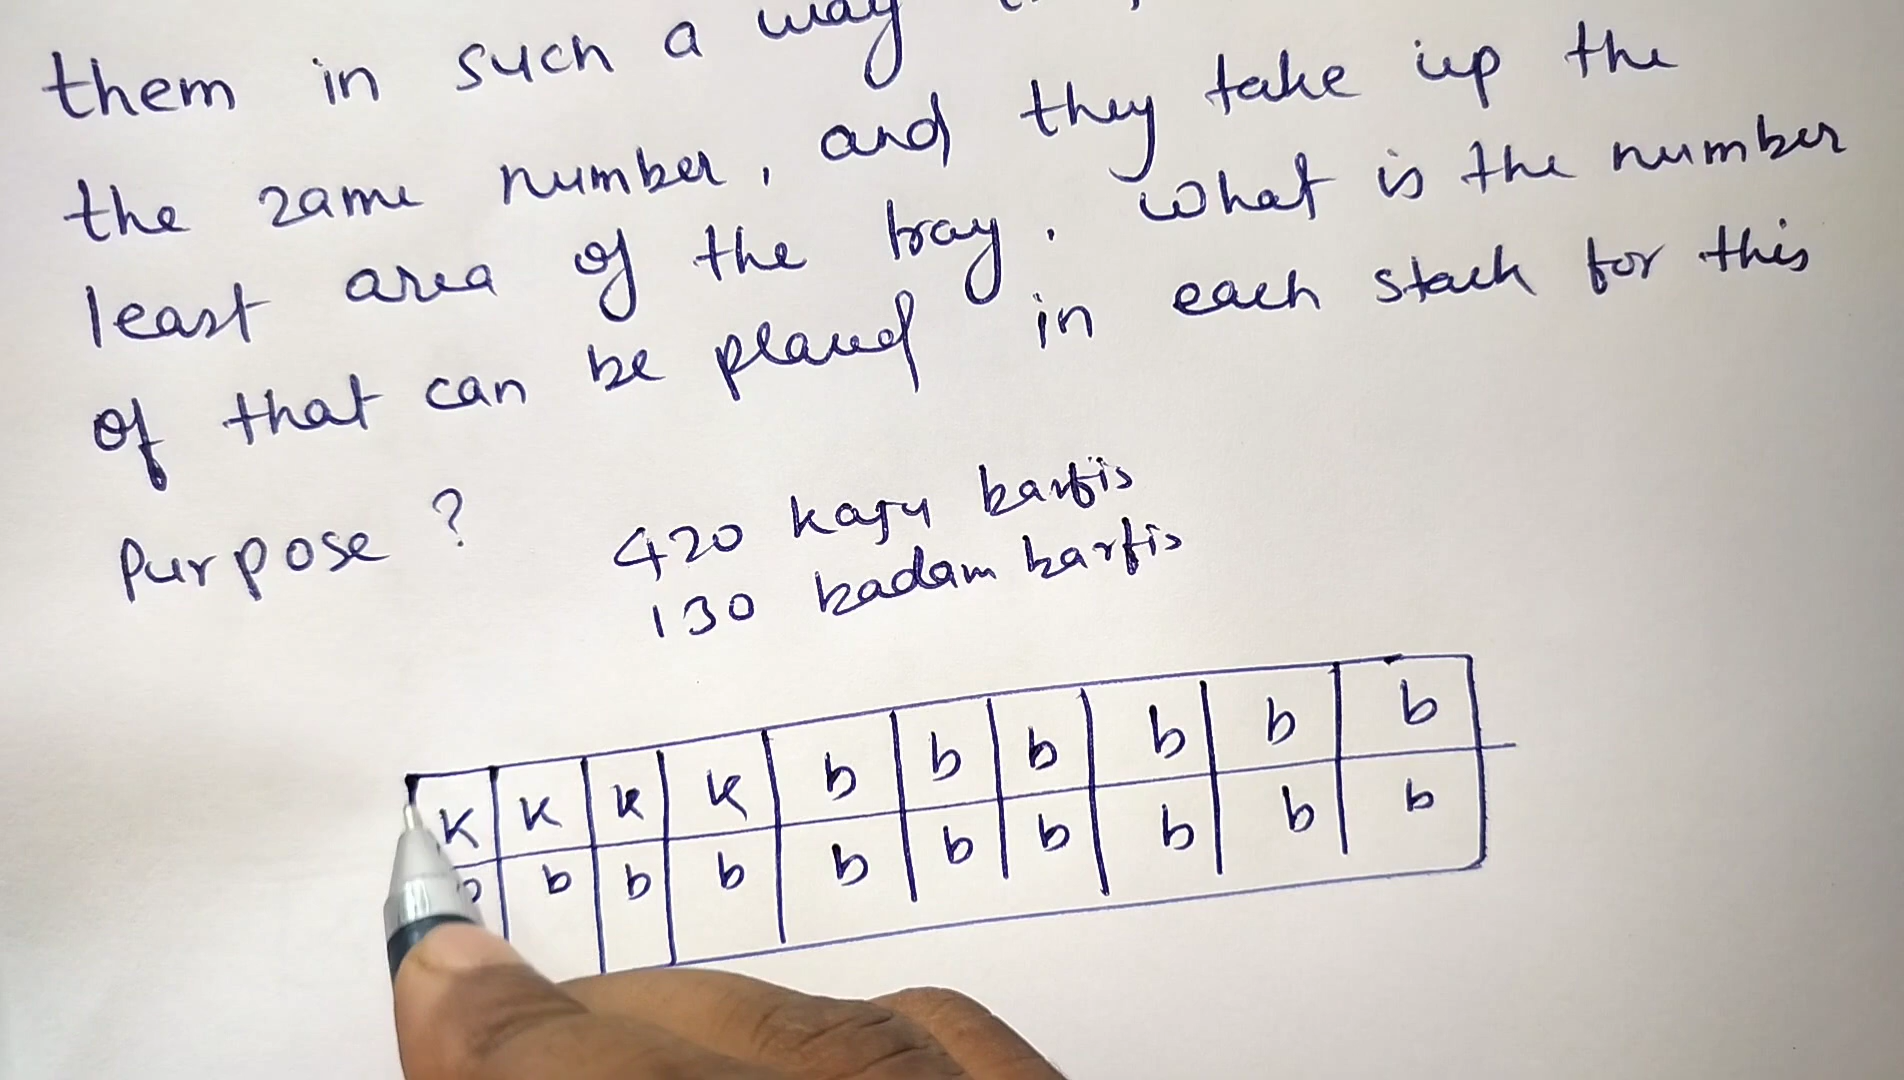 them in such a way
the same number, and they take up the
least area of the tray. What is the number
of that can be placed in each stack for this
Purpose?
420 kaju barfis
130 badam barfis
K K K K b b b b b b
b b b b b b b b b